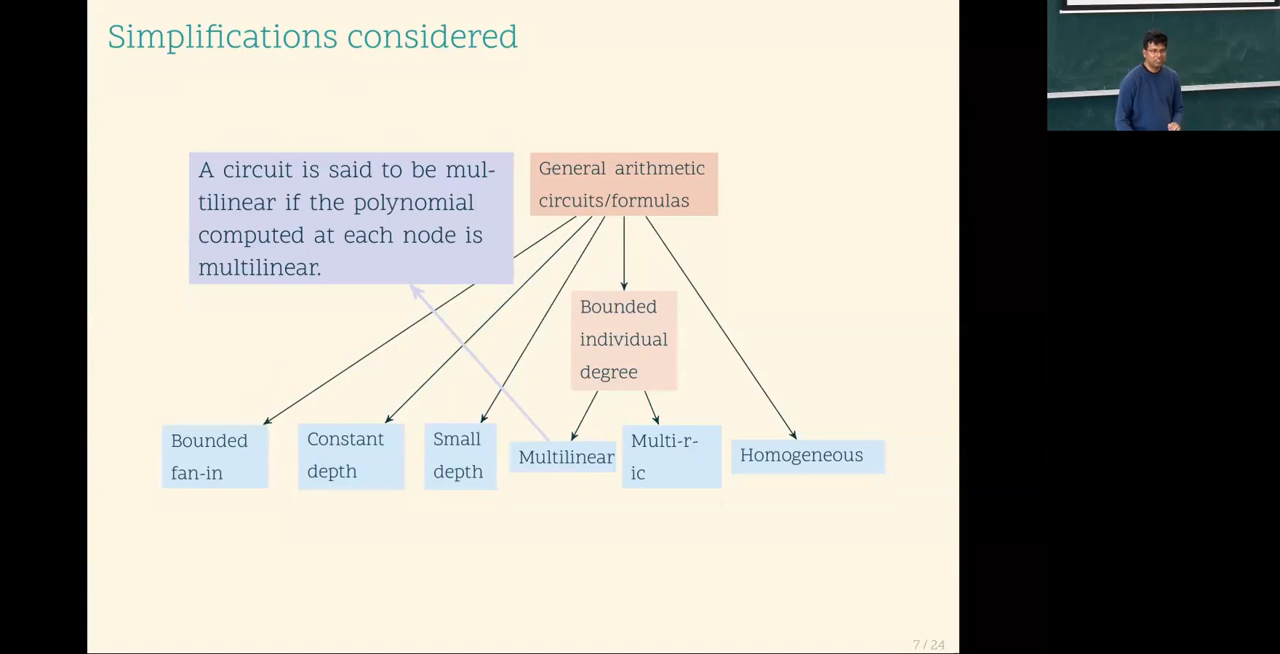 Simplifications considered
A circuit is said to be mul-
tilinear if the polynomial
computed at each node is
multilinear.
General arithmetic
circuits/formulas
Bounded
individual
degree
Bounded
fan-in
Constant
depth
Small
depth
Multilinear
Multi-r-
ic
Homogeneous
7 / 24